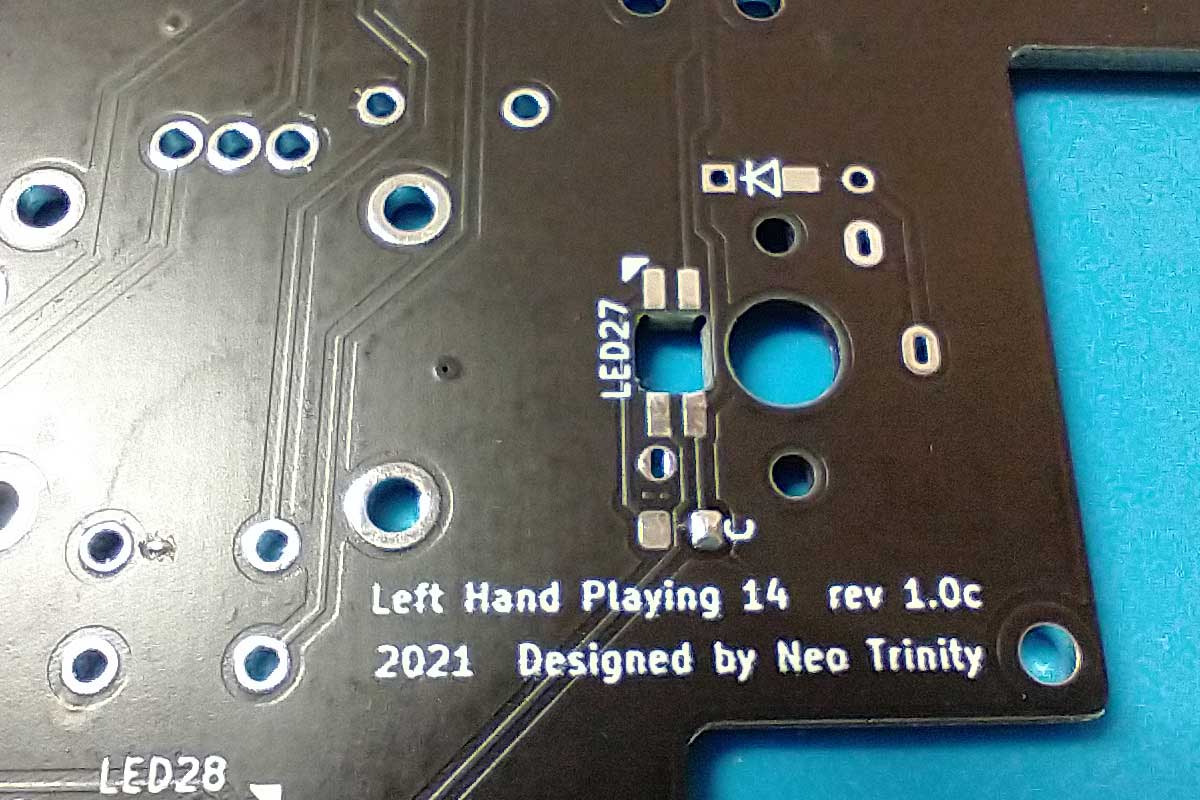 LED27
C
Left Hand Playing 14 rev 1.0c
2021 Designed by Neo Trinity
LED28